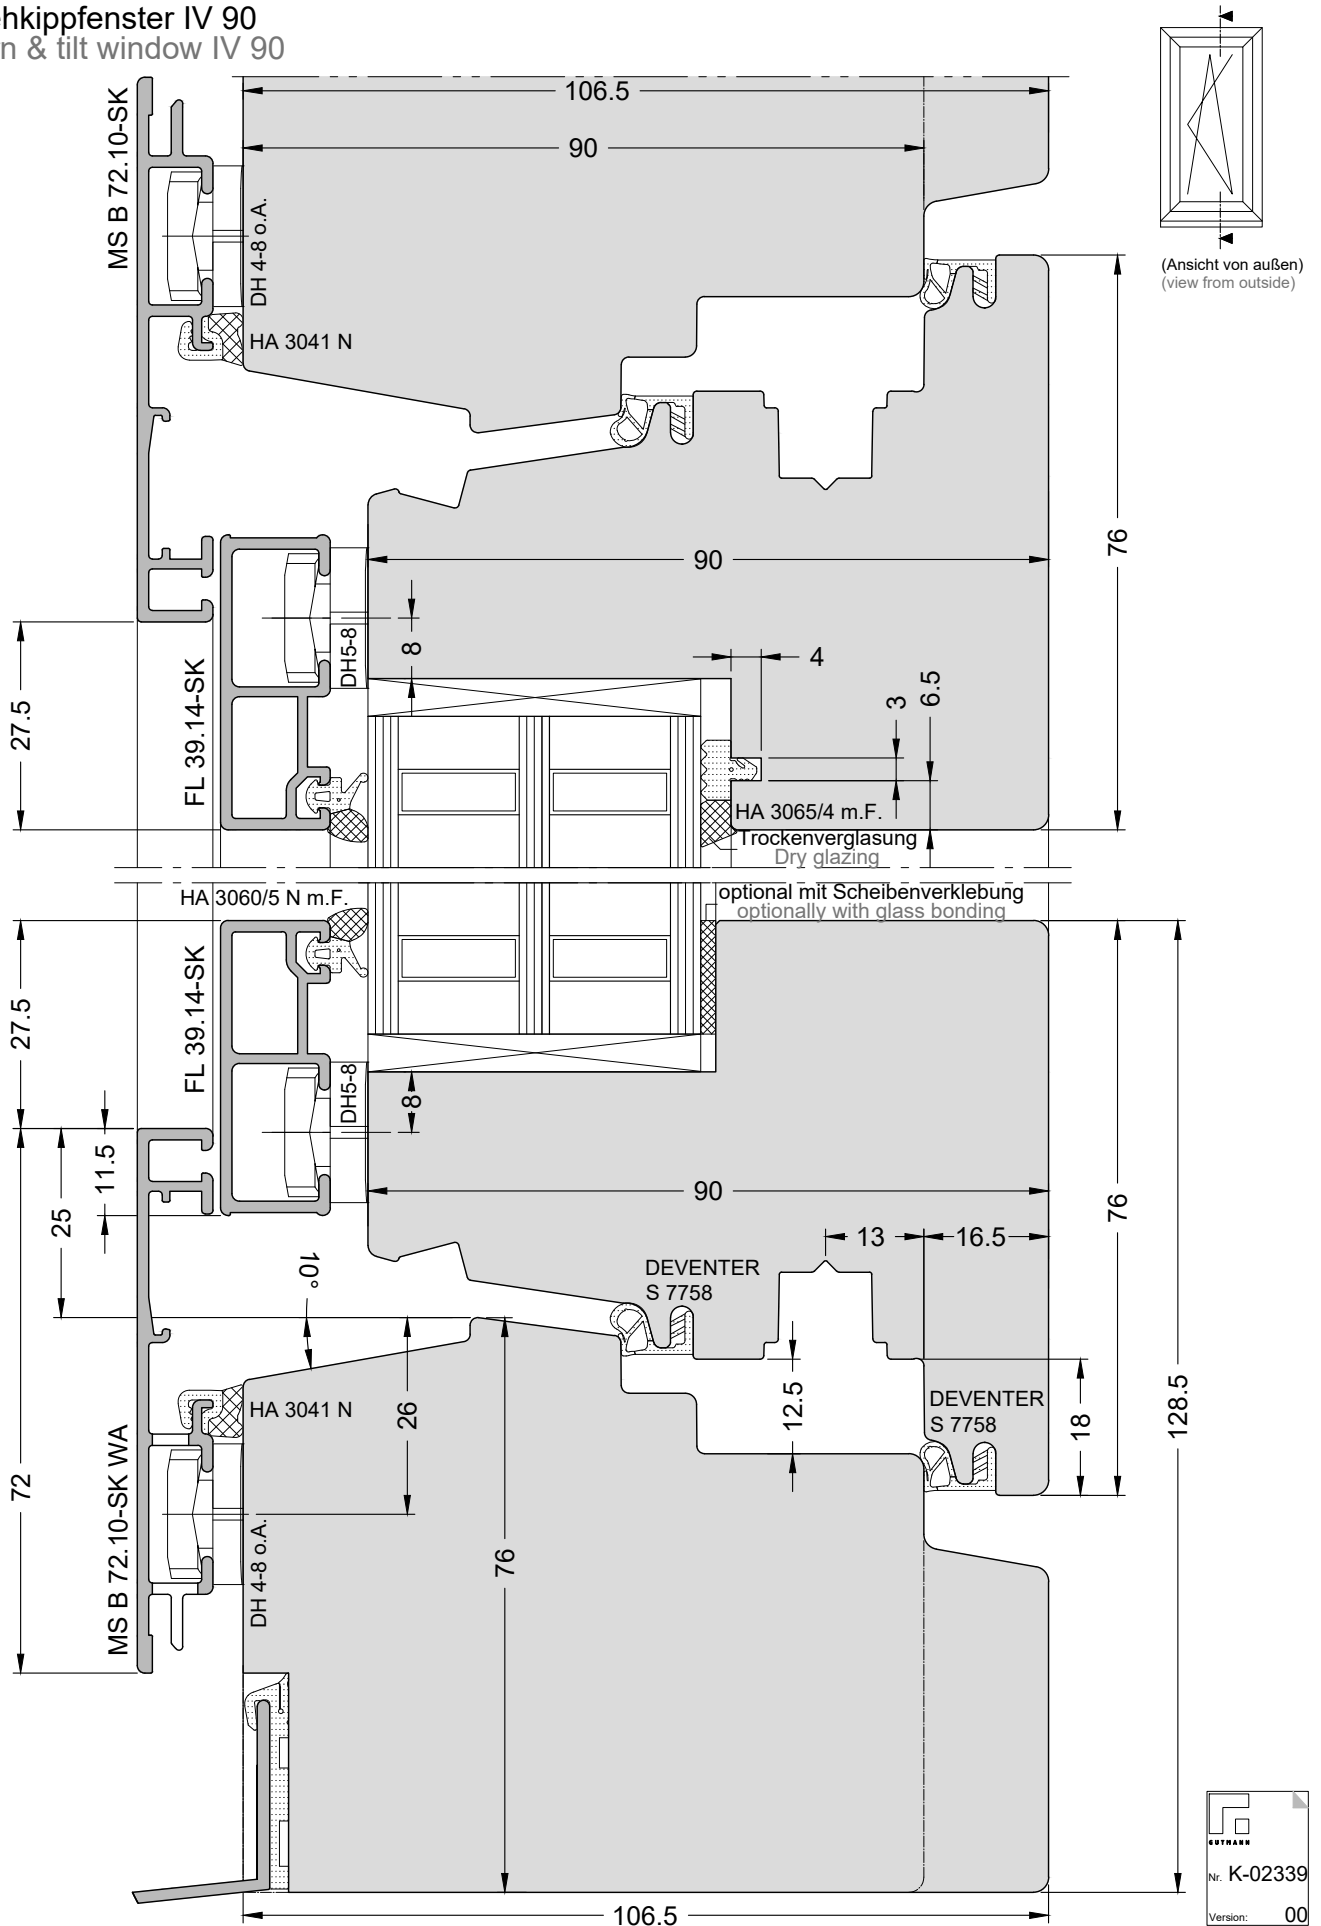 hkippfenster IV 90
n & tilt window IV 90
(Ansicht von außen)
(view from outside)
106.5
90
MS B 72.10-SK
DH 4-8 o.A.
HA 3041 N
76
90
8
DH5-8
4
3
6.5
27.5
FL 39.14-SK
HA 3065/4 m.F.
Trockenverglasung
Dry glazing
HA 3060/5 N m.F.
optional mit Scheibenverklebung
optionally with glass bonding
27.5
FL 39.14-SK
DH5-8
8
11.5
25
90
76
13
16.5
10°
DEVENTER
S 7758
128.5
HA 3041 N
26
12.5
DEVENTER
S 7758
18
72
MS B 72.10-SK WA
DH 4-8 o.A.
76
106.5
GUTMANN
Nr. K-02339
Version: 00